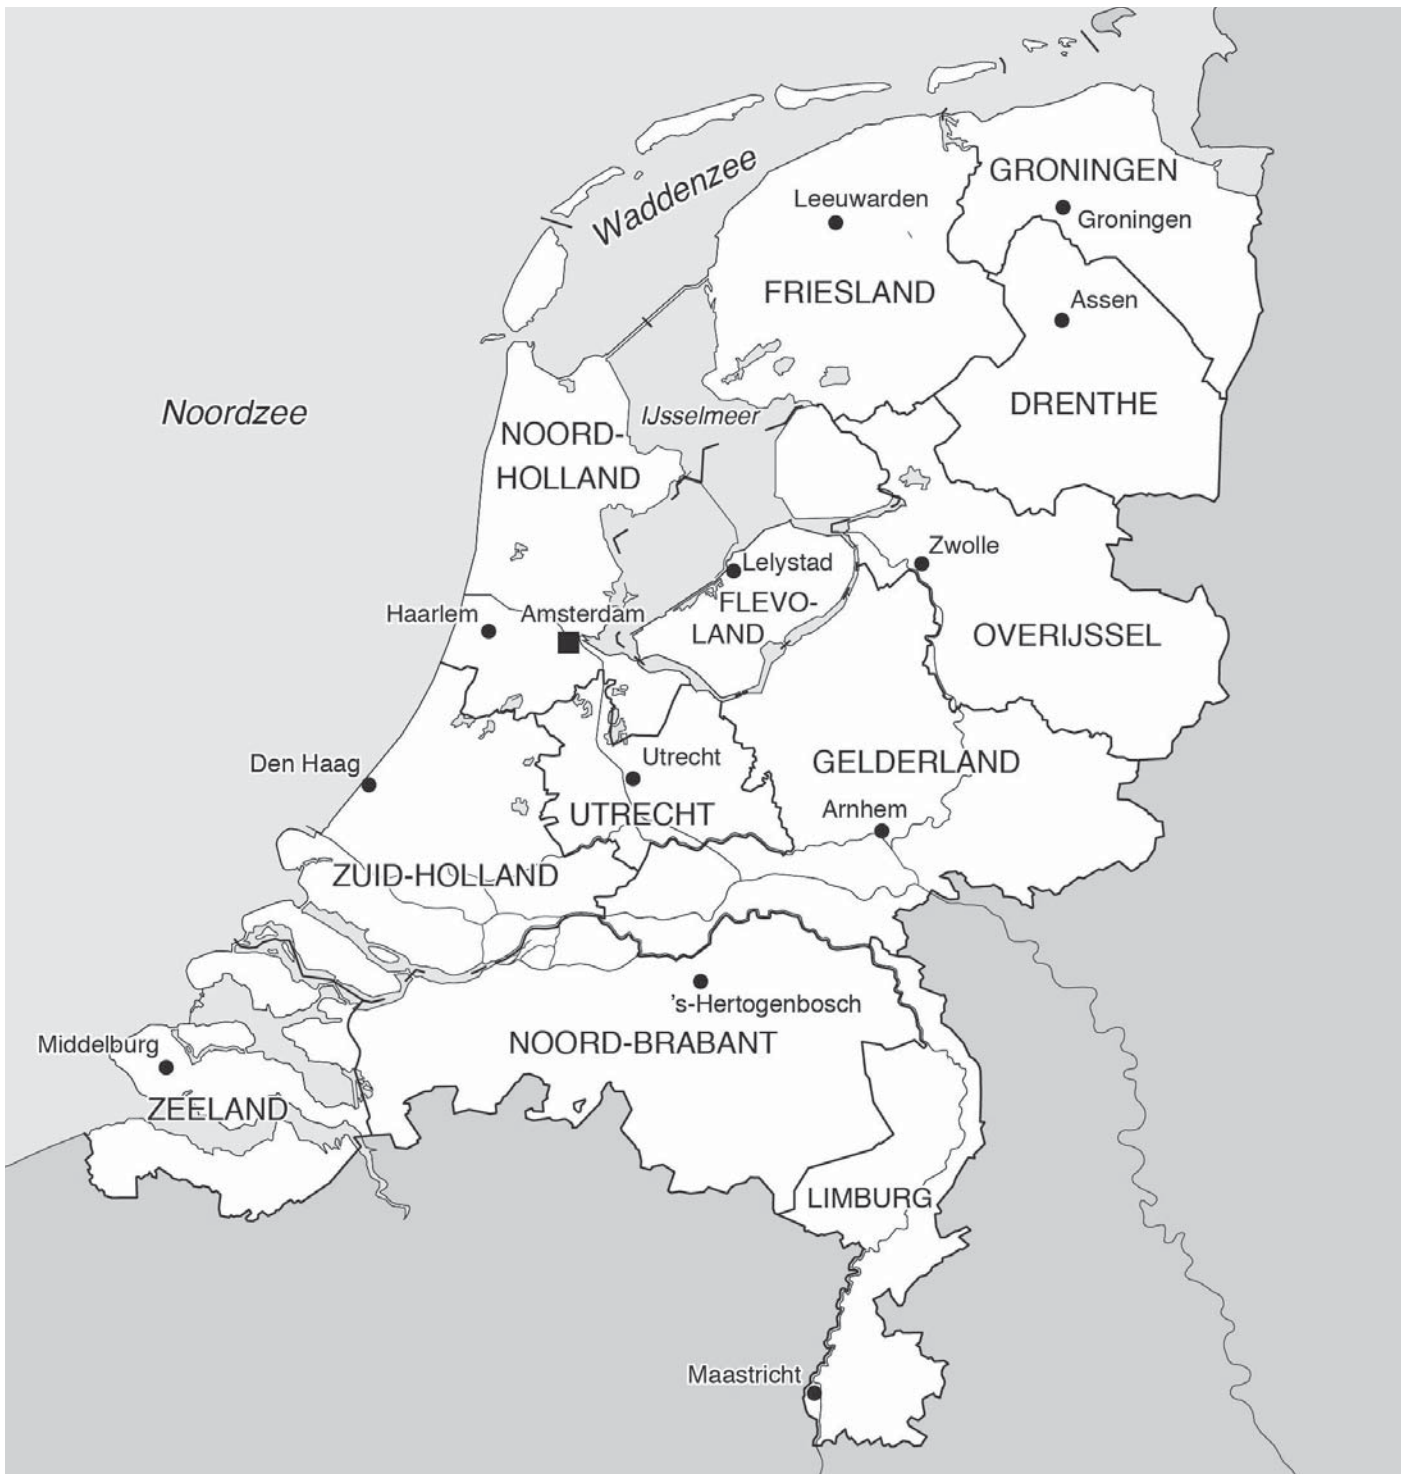 Waddenzee
GRONINGEN
Leeuwarden
Groningen
FRIESLAND
Assen
Noordzee
IJsselmeer
DRENTHE
NOORD-
HOLLAND
Zwolle
Lelystad
FLEVO-
LAND
Haarlem
Amsterdam
OVERIJSSEL
Den Haag
Utrecht
GELDERLAND
UTRECHT
Arnhem
ZUID-HOLLAND
's-Hertogenbosch
Middelburg
NOORD-BRABANT
ZEELAND
LIMBURG
Maastricht